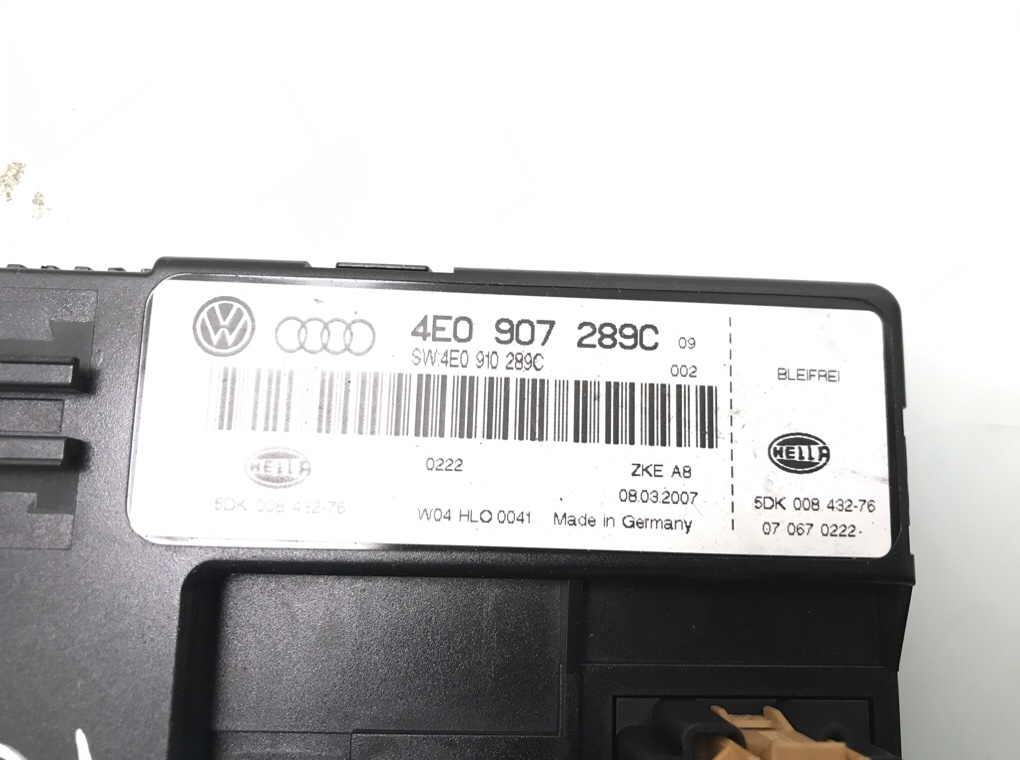 4E0 907 289C 09
SW:4E0 910 289C 002
0222 ZKE A8
08.03.2007
HELLA
5DK 008 432-76
W04 HLO 0041 Made in Germany
BLEIFREI
HELLA
5DK 008 432-76
07 067 0222-